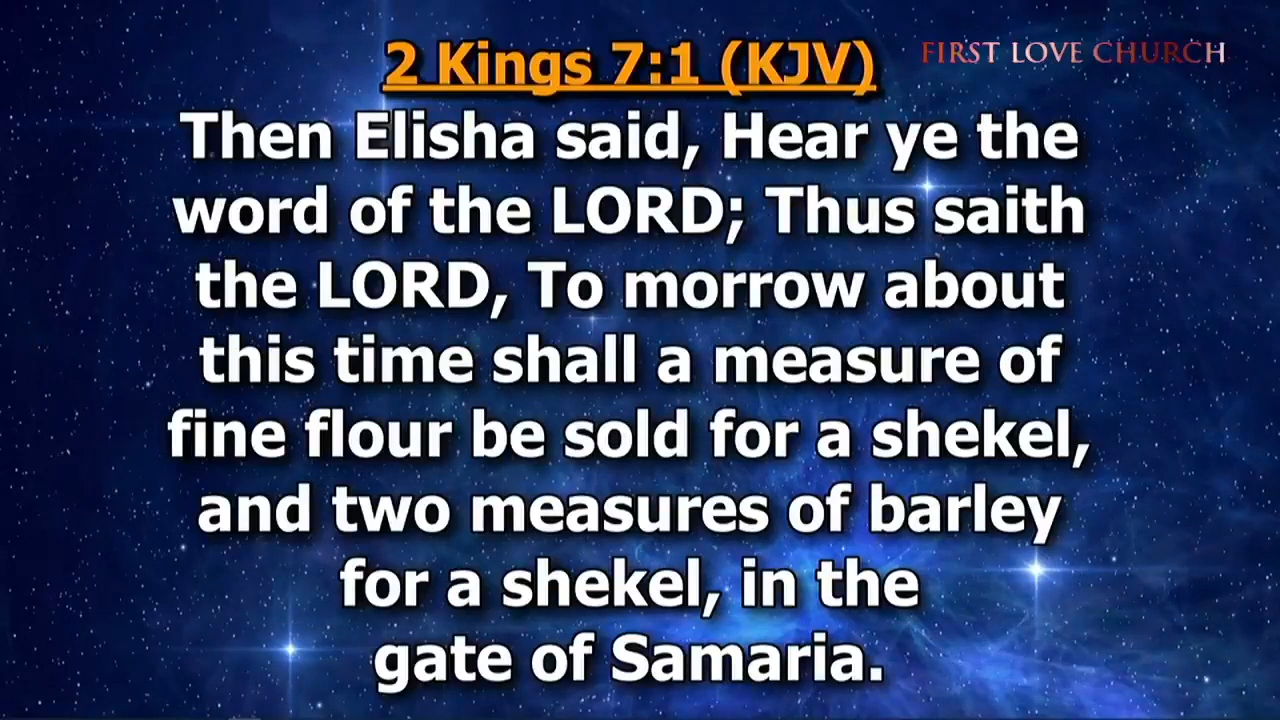 2 Kings 7:1 (KJV)
FIRST LOVE CHURCH
Then Elisha said, Hear ye the
word of the LORD; Thus saith
the LORD, To morrow about
this time shall a measure of
fine flour be sold for a shekel,
and two measures of barley
for a shekel, in the
gate of Samaria.